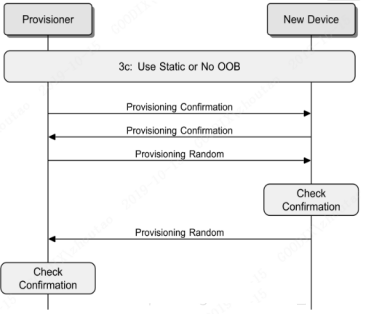 Provisioner
New Device
3c: Use Static or No OOB
Provisioning Confirmation
Provisioning Confirmation
Provisioning Random
Check
Confirmation
Provisioning Random
Check
Confirmation